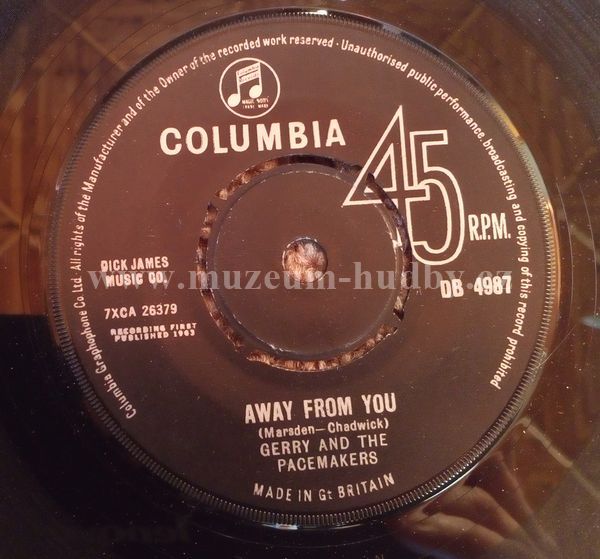 Columbia Graphophone Co Ltd. All rights of the Manufacturer and of the Owner of the recorded work reserved · Unauthorised public performance, broadcasting and copying of this record prohibited
COLUMBIA
45
R.P.M.
DICK JAMES
MUSIC CO.
DB 4987
7XCA 26379
RECORDING FIRST
PUBLISHED 1963
www.muzeum-hudby.cz
AWAY FROM YOU
(Marsden—Chadwick)
GERRY AND THE
PACEMAKERS
MADE IN Gt BRITAIN